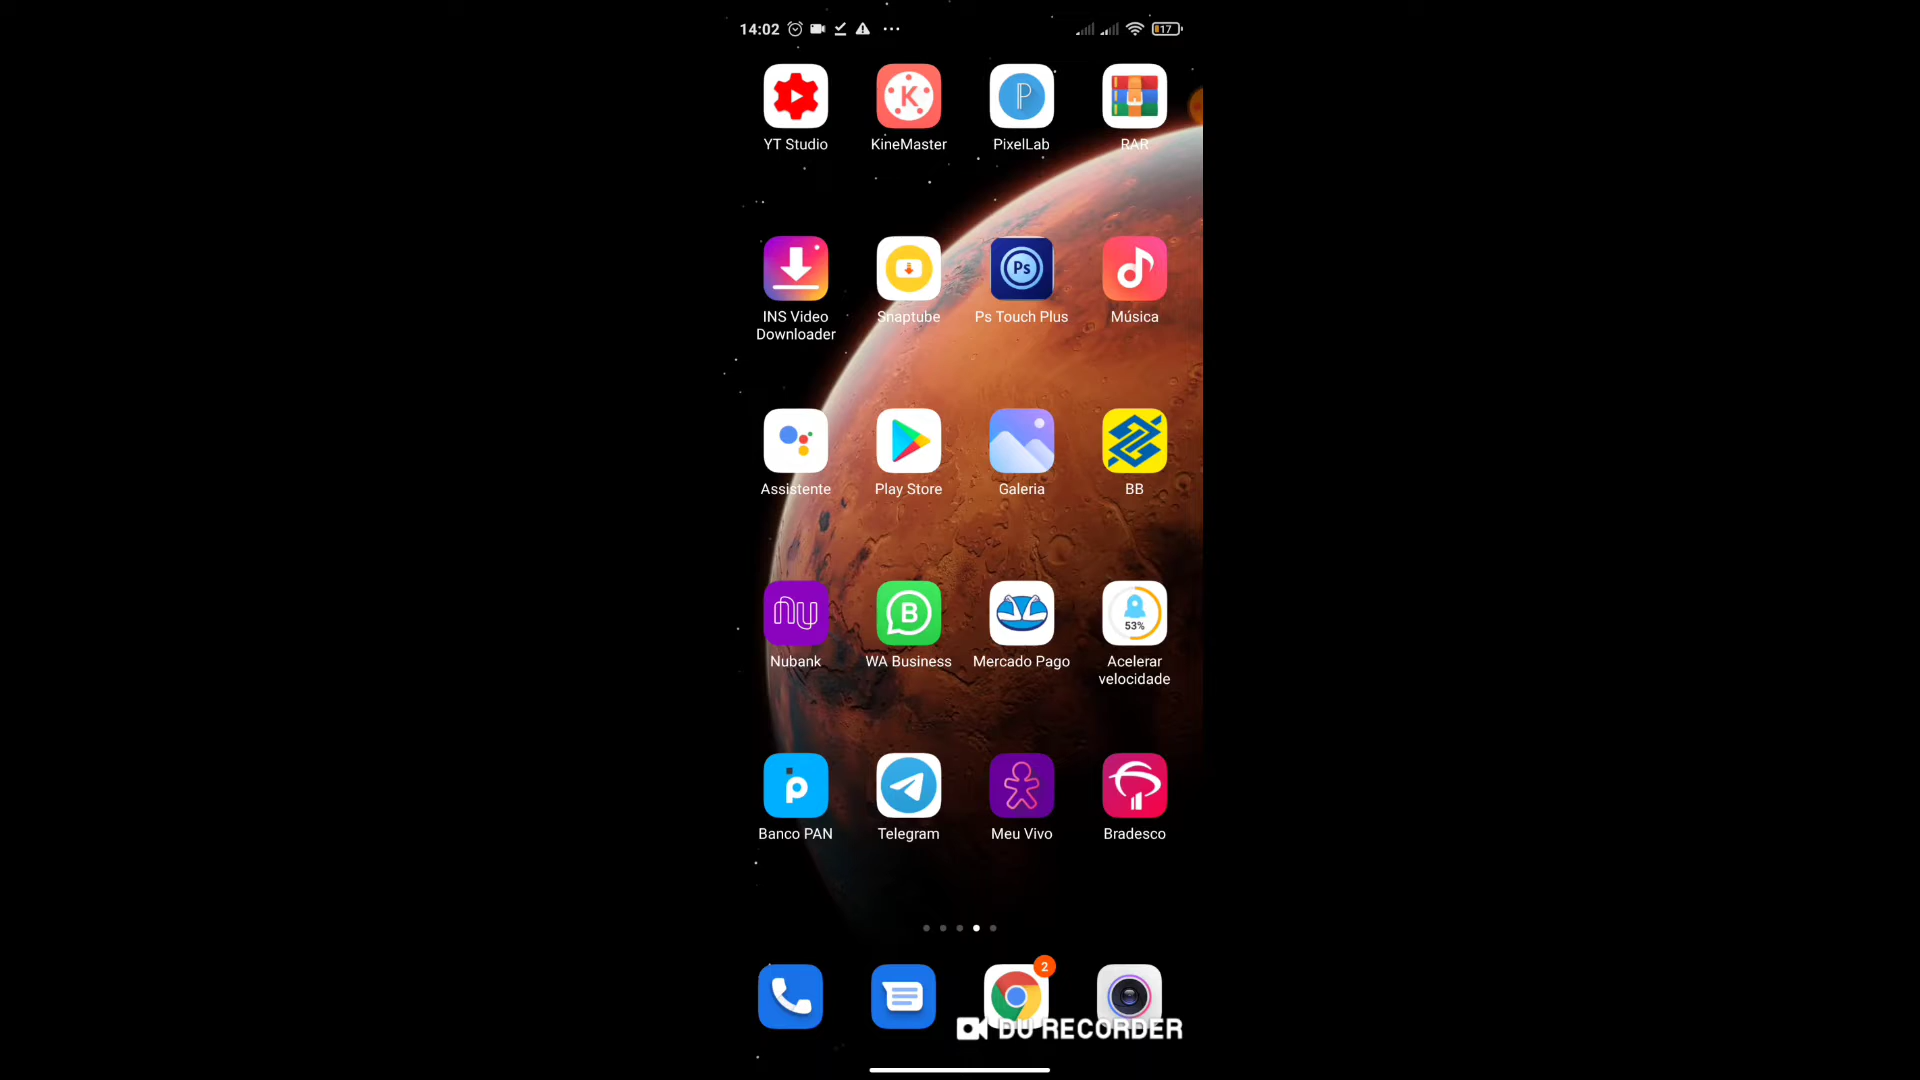 14:02
17
YT Studio
KineMaster
PixelLab
RAR
INS Video
Downloader
Snaptube
Ps
Ps Touch Plus
Música
Assistente
Play Store
Galeria
BB
nu
Nubank
B
WA Business
Mercado Pago
53%
Acelerar
velocidade
Banco PAN
Telegram
Meu Vivo
Bradesco
2
DU RECORDER